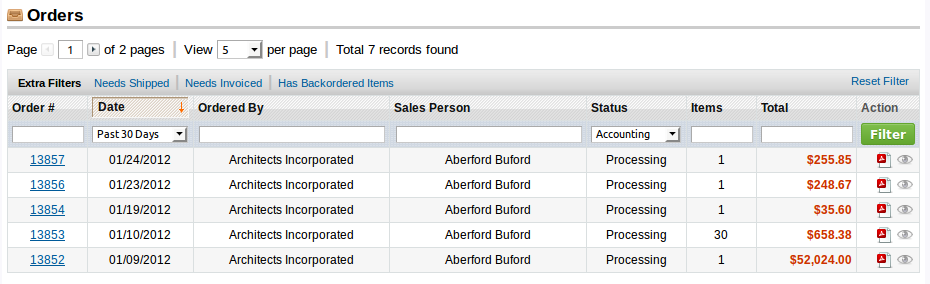 Orders
Page 1 of 2 pages View 5 per page Total 7 records found
Extra Filters Needs Shipped Needs Invoiced Has Backordered Items Reset Filter
Order # Date Ordered By Sales Person Status Items Total Action
Past 30 Days Accounting Filter
13857 01/24/2012 Architects Incorporated Aberford Buford Processing 1 $255.85
13856 01/23/2012 Architects Incorporated Aberford Buford Processing 1 $248.67
13854 01/19/2012 Architects Incorporated Aberford Buford Processing 1 $35.60
13853 01/10/2012 Architects Incorporated Aberford Buford Processing 30 $658.38
13852 01/09/2012 Architects Incorporated Aberford Buford Processing 1 $52,024.00